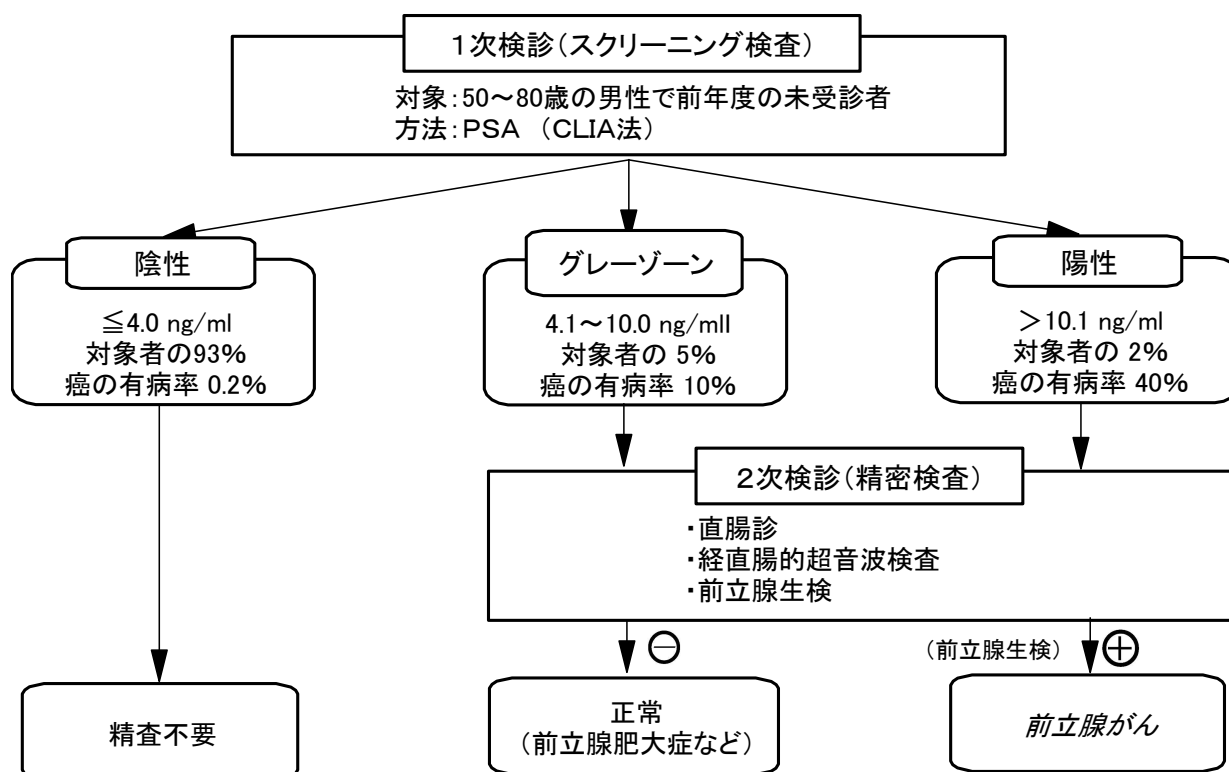 1次検診(スクリーニング検査)
対象:50~80歳の男性で前年度の未受診者
方法:PSA (CLIA法)
陰性
≦4.0 ng/ml
対象者の93%
癌の有病率 0.2%
グレーゾーン
4.1~10.0 ng/mll
対象者の 5%
癌の有病率 10%
陽性
>10.1 ng/ml
対象者の 2%
癌の有病率 40%
2次検診(精密検査)
・直腸診
・経直腸的超音波検査
・前立腺生検
⊖
(前立腺生検) ⊕
精査不要
正常
(前立腺肥大症など)
前立腺がん